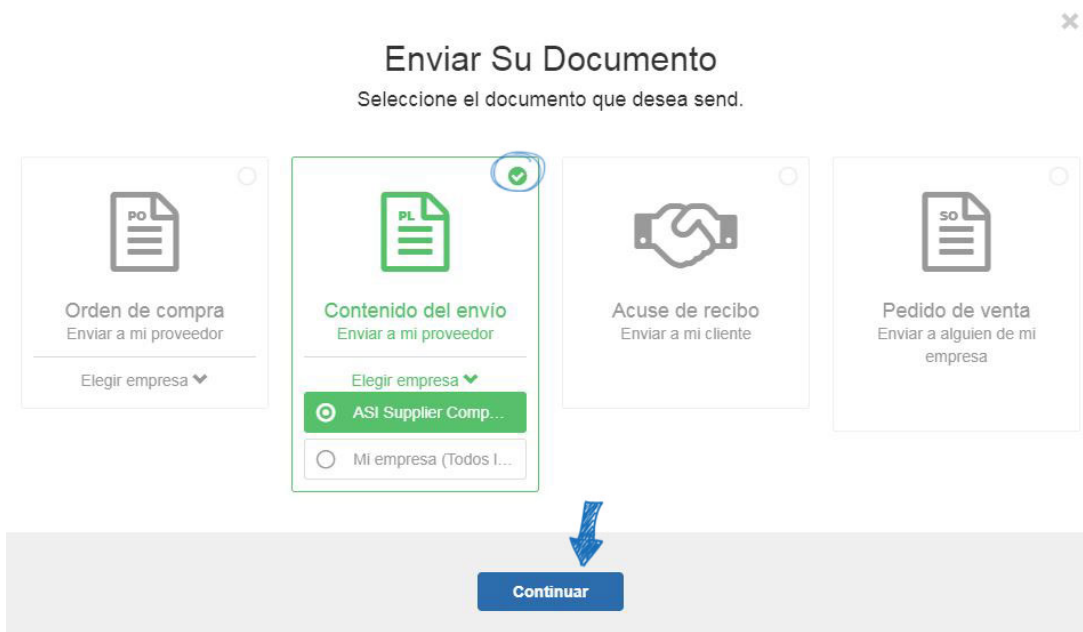 Enviar Su Documento
Seleccione el documento que desea send.
PO
Orden de compra
Enviar a mi proveedor
Elegir empresa
PL
Contenido del envío
Enviar a mi proveedor
Elegir empresa
ASI Supplier Comp...
Mi empresa (Todos l...
Acuse de recibo
Enviar a mi cliente
SO
Pedido de venta
Enviar a alguien de mi
empresa
Continuar